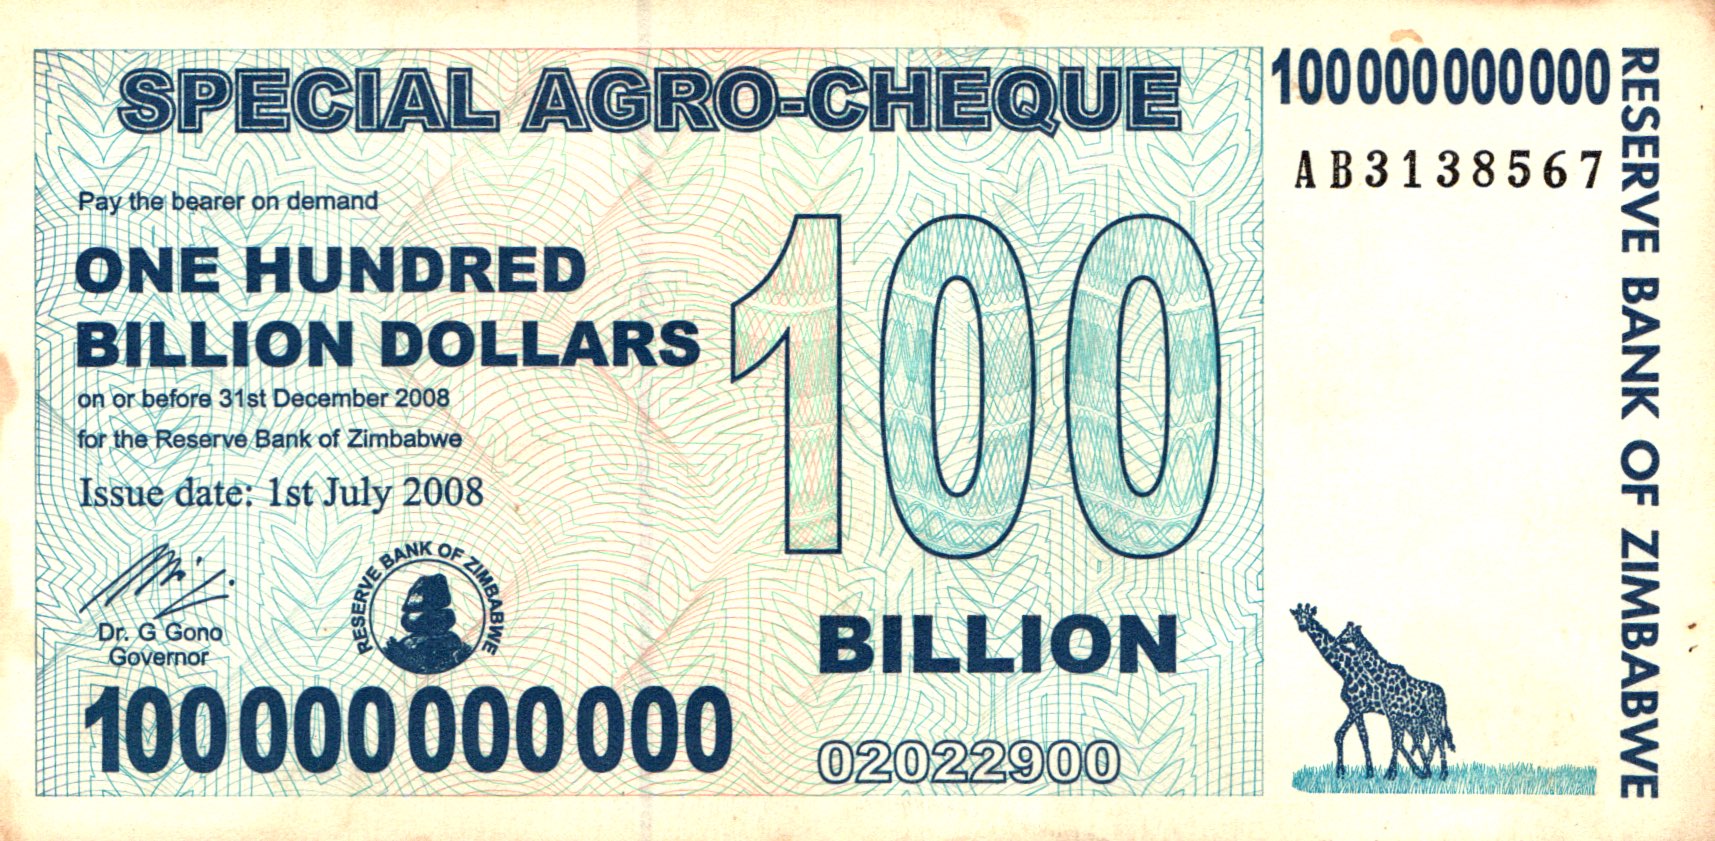 SPECIAL AGRO-CHEQUE
100 000 000 000
AB3138567
Pay the bearer on demand
ONE HUNDRED
BILLION DOLLARS
on or before 31st December 2008
for the Reserve Bank of Zimbabwe
Issue date: 1st July 2008
Dr. G Gono
Governor
RESERVE BANK OF ZIMBABWE
100 000 000 000
100
BILLION
02022900
RESERVE BANK OF ZIMBABWE